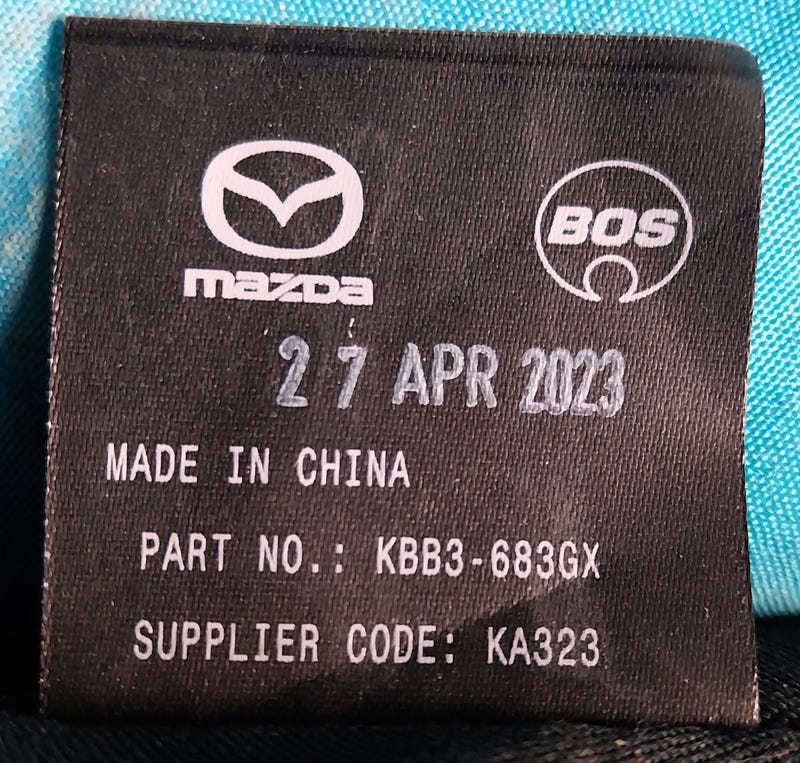 mazda
BOS
27 APR 2023
MADE IN CHINA
PART NO.: KBB3-683GX
SUPPLIER CODE: KA323